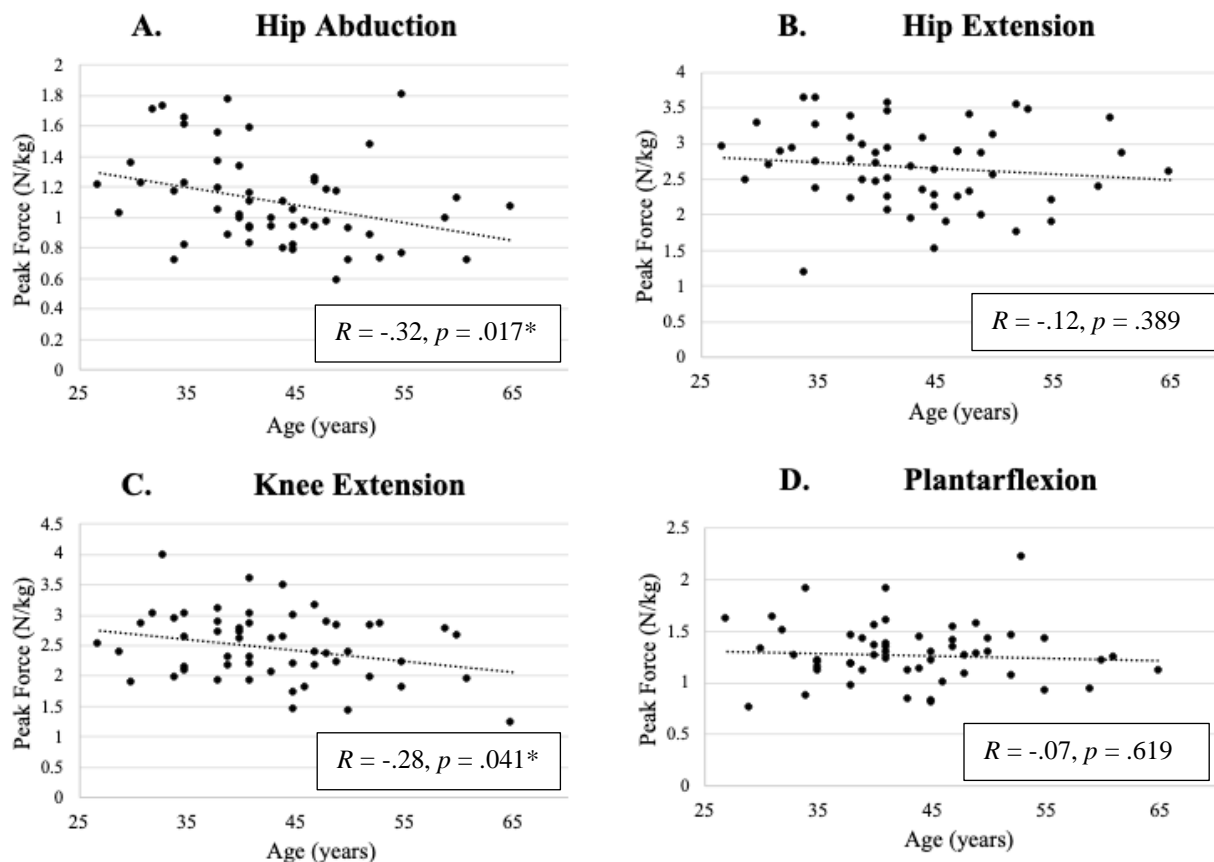 A. Hip Abduction
Peak Force (N/kg)
2
1.8
1.6
1.4
1.2
1
0.8
0.6
0.4
0.2
0
R = -.32, p = .017*
25 35 45 55 65
Age (years)
B. Hip Extension
Peak Force (N/kg)
4
3.5
3
2.5
2
1.5
1
0.5
0
R = -.12, p = .389
25 35 45 55 65
Age (years)
C. Knee Extension
Peak Force (N/kg)
4.5
4
3.5
3
2.5
2
1.5
1
0.5
0
R = -.28, p = .041*
25 35 45 55 65
Age (years)
D. Plantarflexion
Peak Force (N/kg)
2.5
2
1.5
1
0.5
0
R = -.07, p = .619
25 35 45 55 65
Age (years)